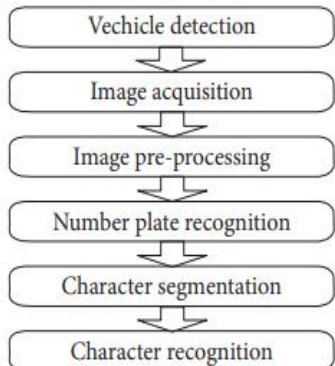 Vechicle detection
Image acquisition
Image pre-processing
Number plate recognition
Character segmentation
Character recognition